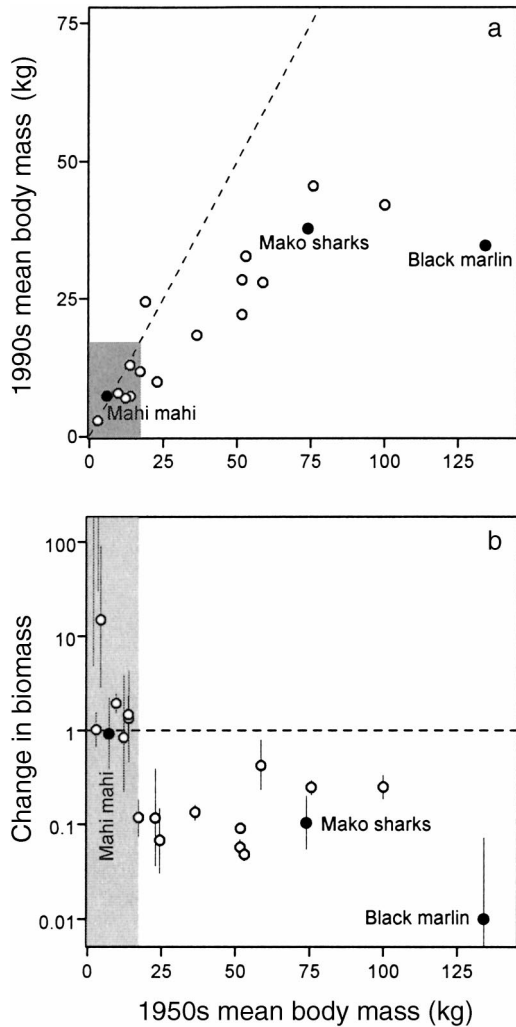 a
75
50
25
0
1990s mean body mass (kg)
Mako sharks
Black marlin
Mahi mahi
0 25 50 75 100 125
b
100
10
1
0.1
0.01
Change in biomass
Mahi mahi
Mako sharks
Black marlin
0 25 50 75 100 125
1950s mean body mass (kg)